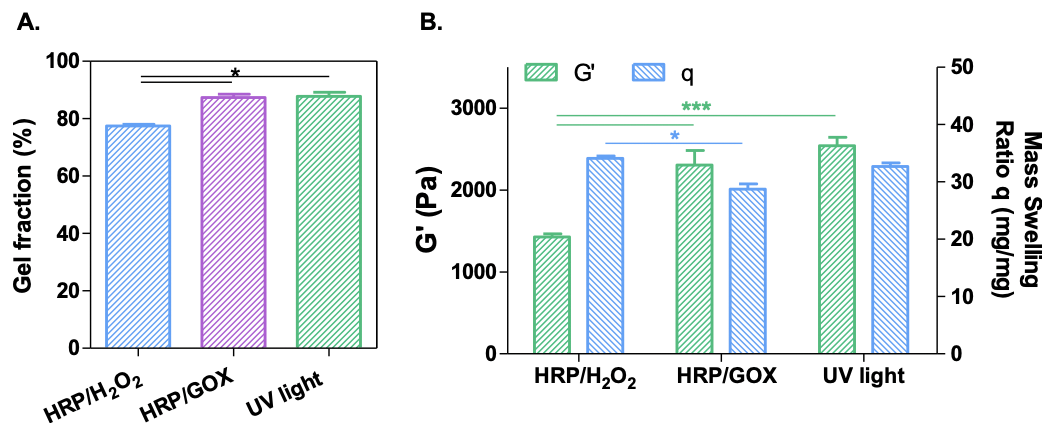 A.
Gel fraction (%)
100
80
60
40
20
0
*
HRP/H₂O₂
HRP/GOX
UV light
B.
G' q
G' (Pa)
3000
2000
1000
0
***
*
50
40
30
20
10
0
Mass Swelling
Ratio q (mg/mg)
HRP/H₂O₂
HRP/GOX
UV light